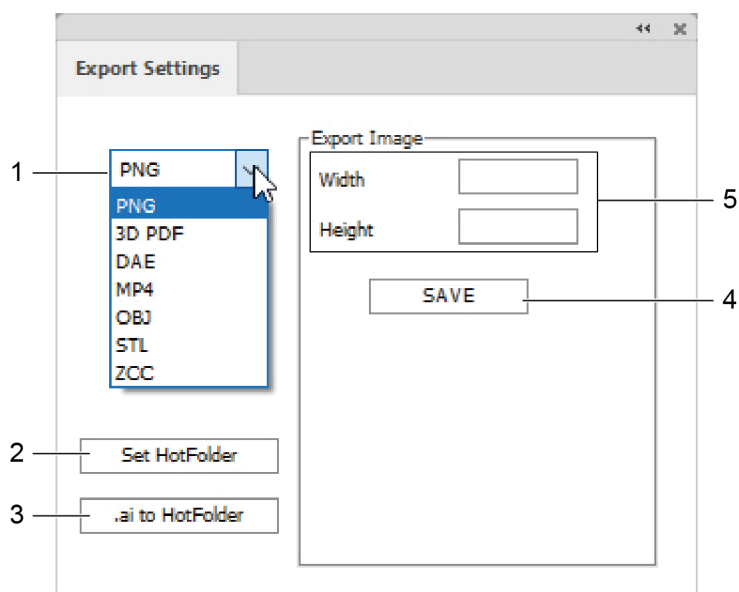 Export Settings
1
PNG
PNG
3D PDF
DAE
MP4
OBJ
STL
ZCC
2
Set HotFolder
3
.ai to HotFolder
Export Image
Width
Height
5
SAVE
4